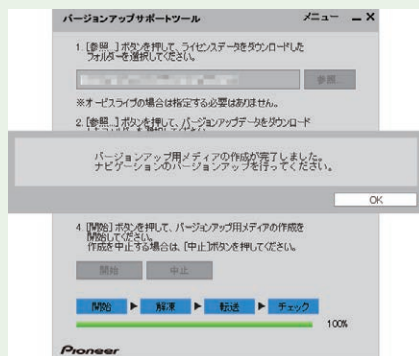 バージョンアップサポートツール
メニュー
1. [参照...]ボタンを押して、ライセンスデータをダウンロードした
フォルダーを選択してください。
参照...
※オービスライブの場合は指定する必要はありません。
2. [参照...]ボタンを押して、バージョンアップデータをダウンロード
バージョンアップ用メディアの作成が完了しました。
ナビゲーションのバージョンアップを行ってください。
OK
4. [開始]ボタンを押して、バージョンアップ用メディアの作成を
開始してください。
作成を中止する場合は、[中止]ボタンを押してください。
開始
中止
開始 ▶ 解凍 ▶ 転送 ▶ チェック
100%
Pioneer